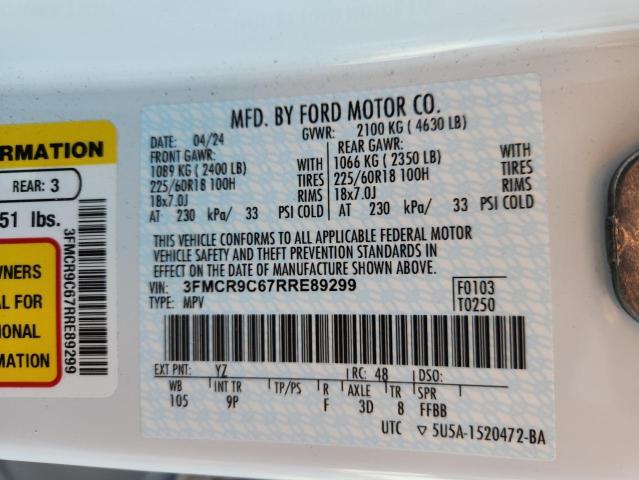 MFD. BY FORD MOTOR CO.
DATE: 04/24 GVWR: 2100 KG ( 4630 LB)
FRONT GAWR: REAR GAWR:
1089 KG ( 2400 LB) WITH 1066 KG ( 2350 LB) WITH
225/60R18 100H TIRES 225/60R18 100H TIRES
18x7.0J RIMS 18x7.0J RIMS
AT 230 kPa/ 33 PSI COLD AT 230 kPa/ 33 PSI COLD
THIS VEHICLE CONFORMS TO ALL APPLICABLE FEDERAL MOTOR
VEHICLE SAFETY AND THEFT PREVENTION STANDARDS IN
EFFECT ON THE DATE OF MANUFACTURE SHOWN ABOVE.
VIN: 3FMCR9C67RRE89299 F0103
TYPE: MPV T0250
EXT PNT: YZ RC: 48 DSO:
WB INT TR TP/PS R AXLE TR SPR
105 9P F 3D 8 FFBB
UTC ▽ 5U5A-1520472-BA
ORMATION
REAR: 3
51 lbs.
3FMCR9C67RRE89299
WNERS
AL FOR
IONAL
MATION